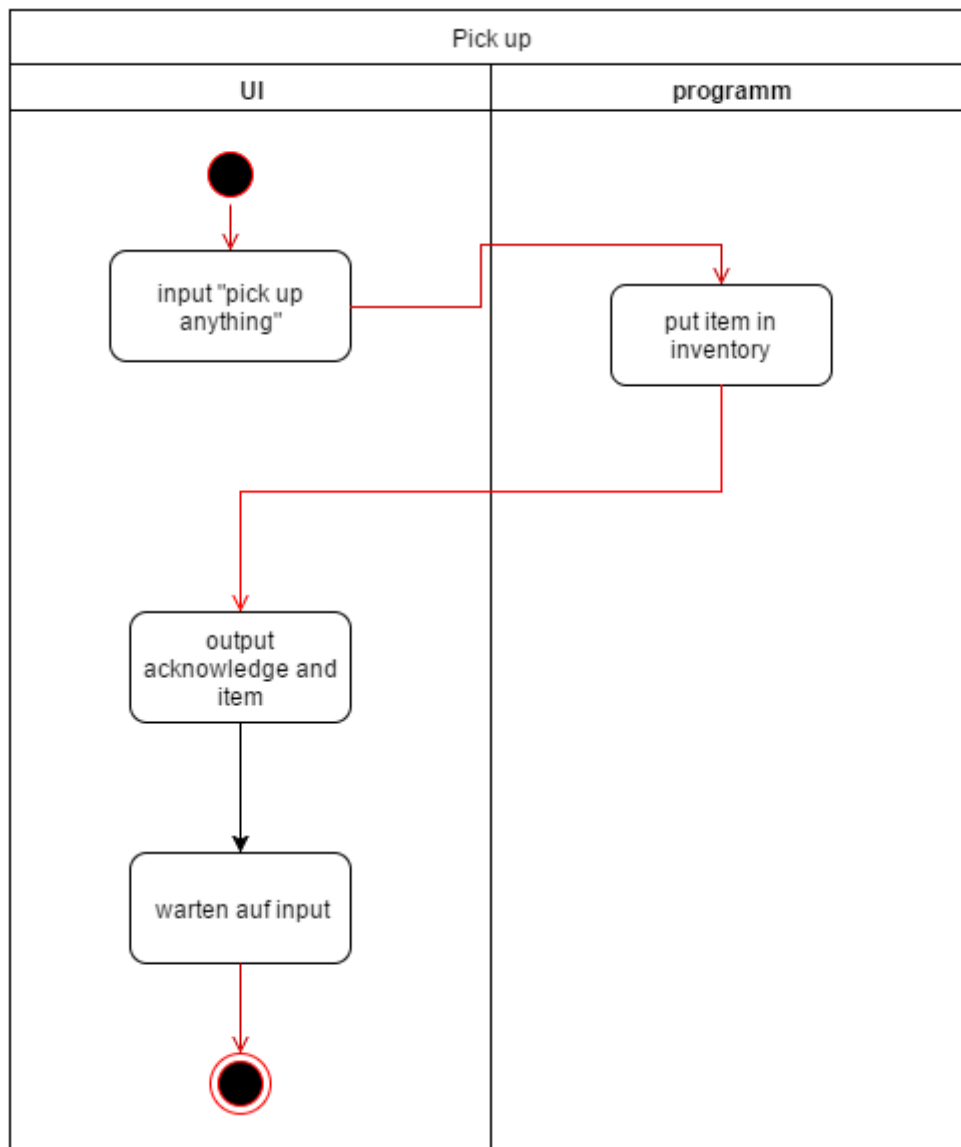 Pick up
UI
programm
input "pick up
anything"
put item in
inventory
output
acknowledge and
item
warten auf input